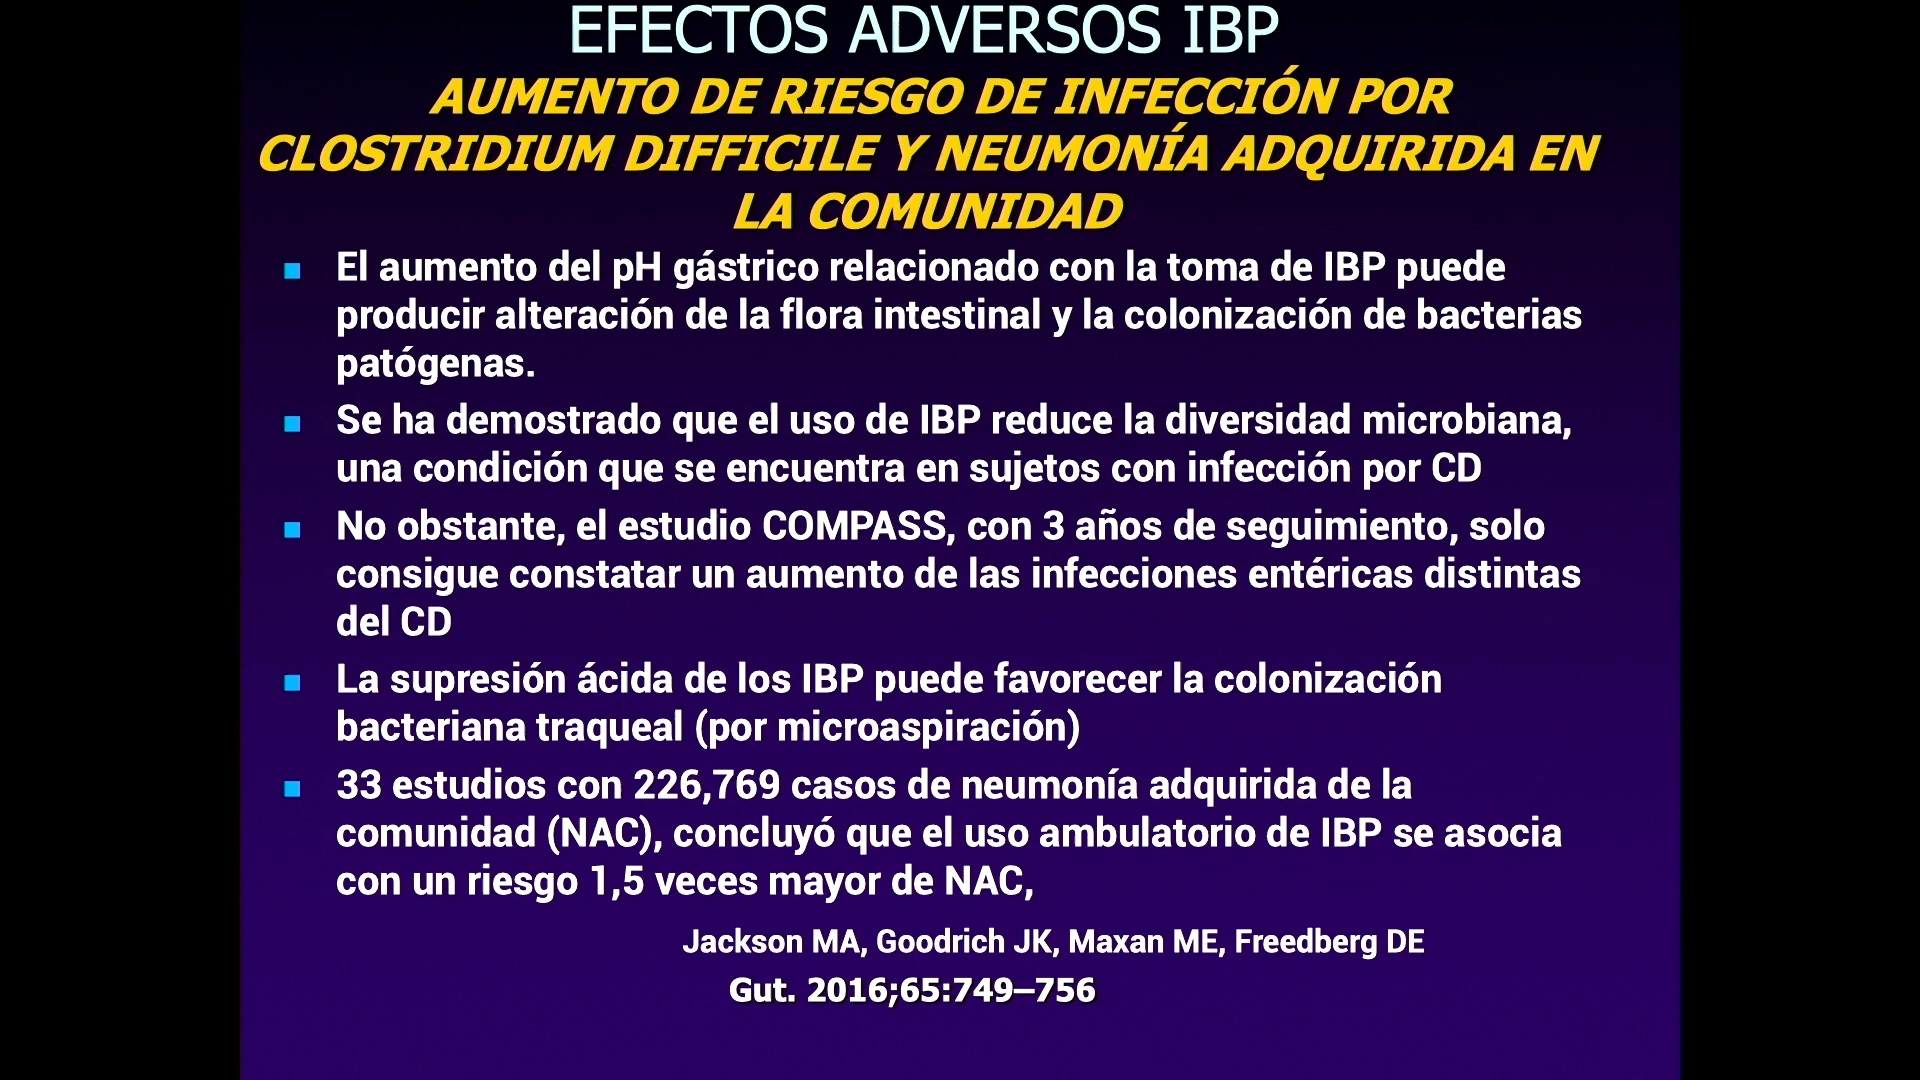 EFECTOS ADVERSOS IBP
AUMENTO DE RIESGO DE INFECCIÓN POR
CLOSTRIDIUM DIFFICILE Y NEUMONÍA ADQUIRIDA EN
LA COMUNIDAD
El aumento del pH gástrico relacionado con la toma de IBP puede
producir alteración de la flora intestinal y la colonización de bacterias
patógenas.
Se ha demostrado que el uso de IBP reduce la diversidad microbiana,
una condición que se encuentra en sujetos con infección por CD
No obstante, el estudio COMPASS, con 3 años de seguimiento, solo
consigue constatar un aumento de las infecciones entéricas distintas
del CD
La supresión ácida de los IBP puede favorecer la colonización
bacteriana traqueal (por microaspiración)
33 estudios con 226,769 casos de neumonía adquirida de la
comunidad (NAC), concluyó que el uso ambulatorio de IBP se asocia
con un riesgo 1,5 veces mayor de NAC,
Jackson MA, Goodrich JK, Maxan ME, Freedberg DE
Gut. 2016;65:749–756